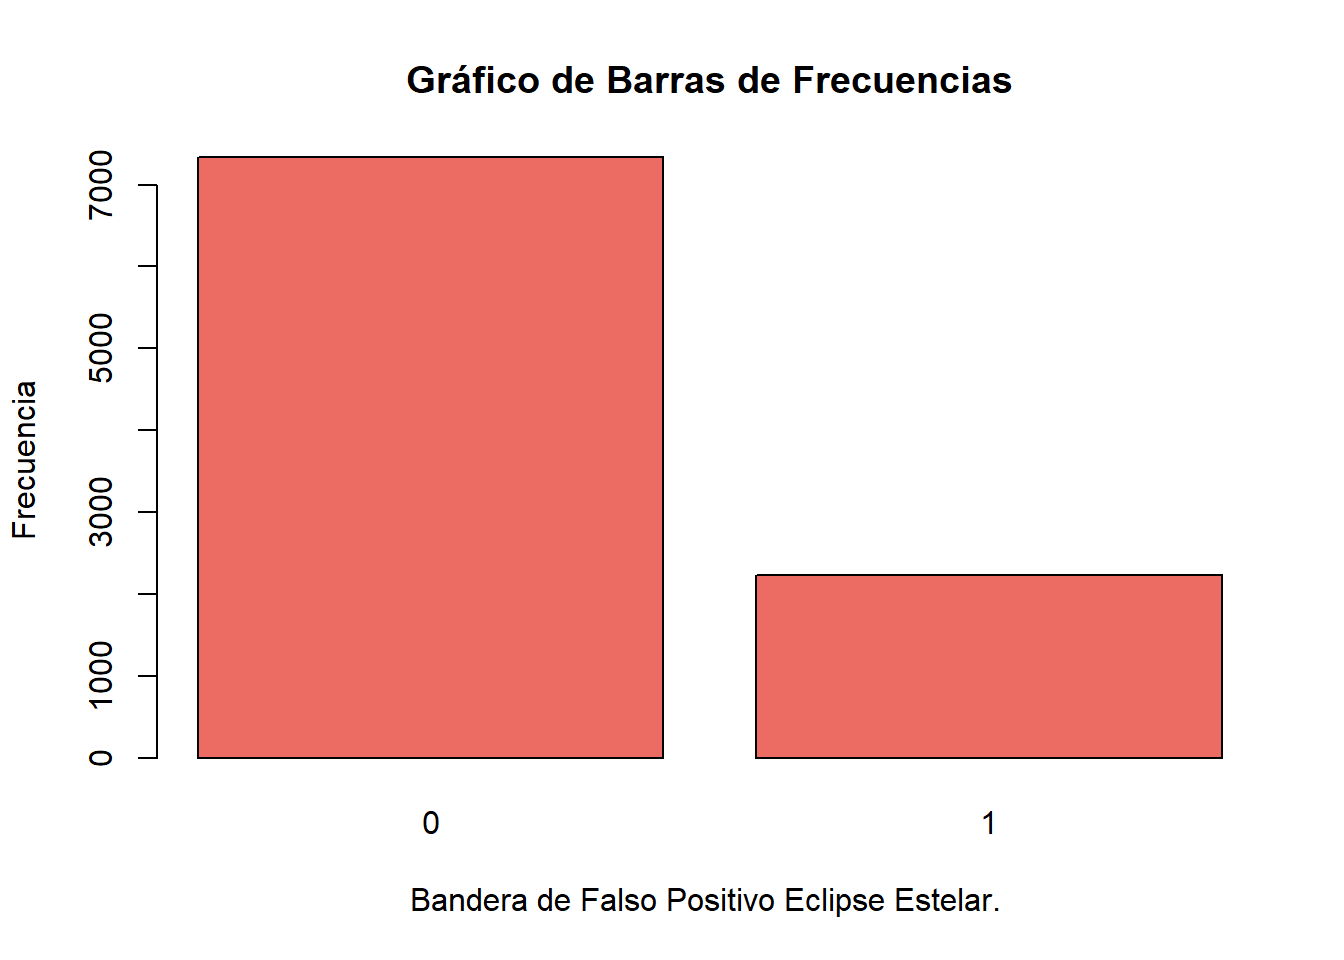 Gráfico de Barras de Frecuencias
7000
5000
3000
1000
0
Frecuencia
0
1
Bandera de Falso Positivo Eclipse Estelar.